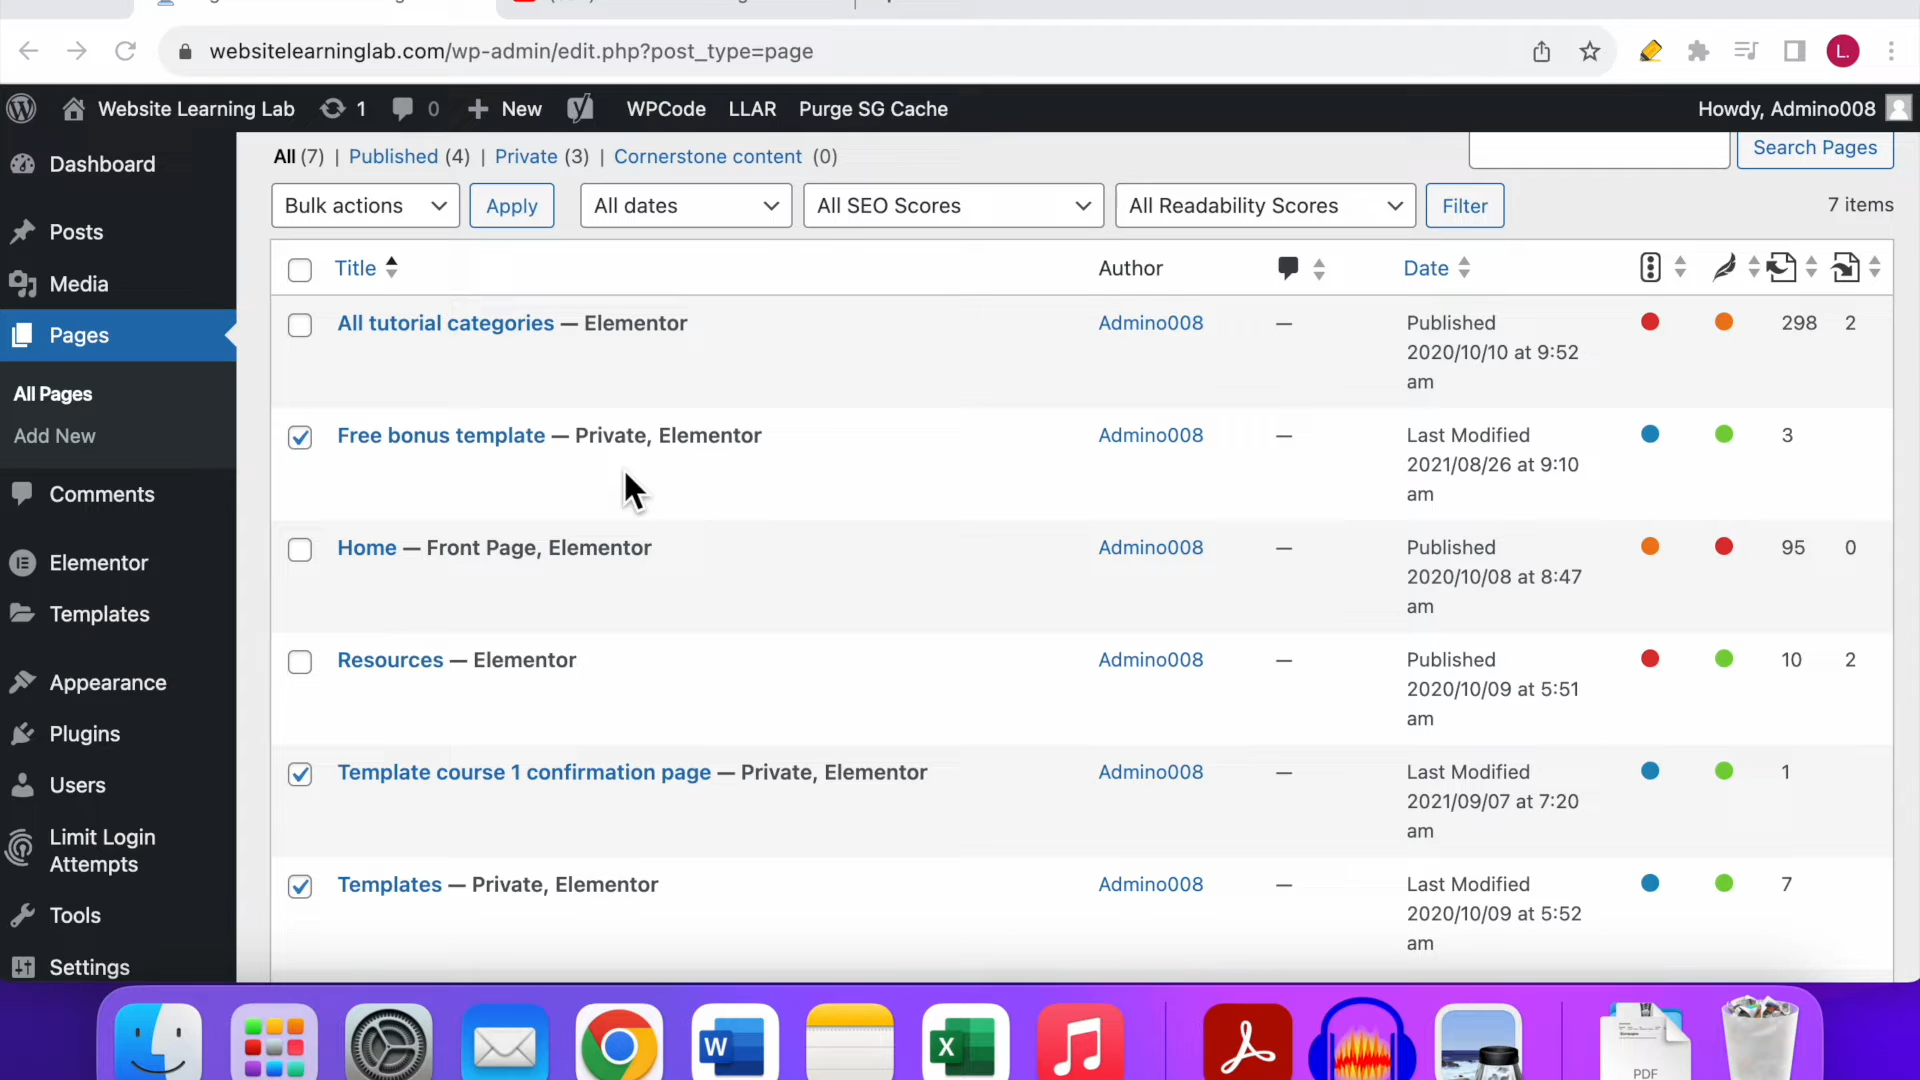 websitelearninglab.com/wp-admin/edit.php?post_type=page
L.
Website Learning Lab 1 0 New WPCode LLAR Purge SG Cache Howdy, Admino008
Dashboard
Posts
Media
Pages
All Pages
Add New
Comments
Elementor
Templates
Appearance
Plugins
Users
Limit Login
Attempts
Tools
Settings
All (7) | Published (4) | Private (3) | Cornerstone content (0)
Search Pages
Bulk actions Apply All dates All SEO Scores All Readability Scores Filter 7 items
Title Author Date
All tutorial categories — Elementor Admino008 — Published 298 2
2020/10/10 at 9:52
am
Free bonus template — Private, Elementor Admino008 — Last Modified 3
2021/08/26 at 9:10
am
Home — Front Page, Elementor Admino008 — Published 95 0
2020/10/08 at 8:47
am
Resources — Elementor Admino008 — Published 10 2
2020/10/09 at 5:51
am
Template course 1 confirmation page — Private, Elementor Admino008 — Last Modified 1
2021/09/07 at 7:20
am
Templates — Private, Elementor Admino008 — Last Modified 7
2020/10/09 at 5:52
am
W
X
PDF